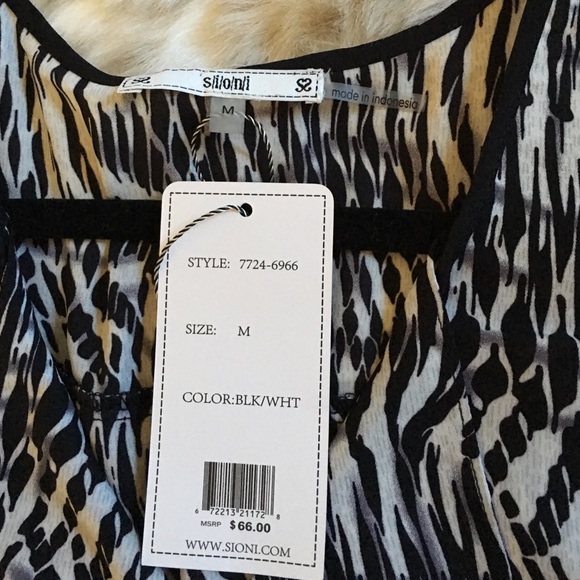 s/i/o/n/i
M
made in indonesia
STYLE: 7724-6966
SIZE: M
COLOR:BLK/WHT
6 72213 21172 8
MSRP $66.00
WWW.SIONI.COM